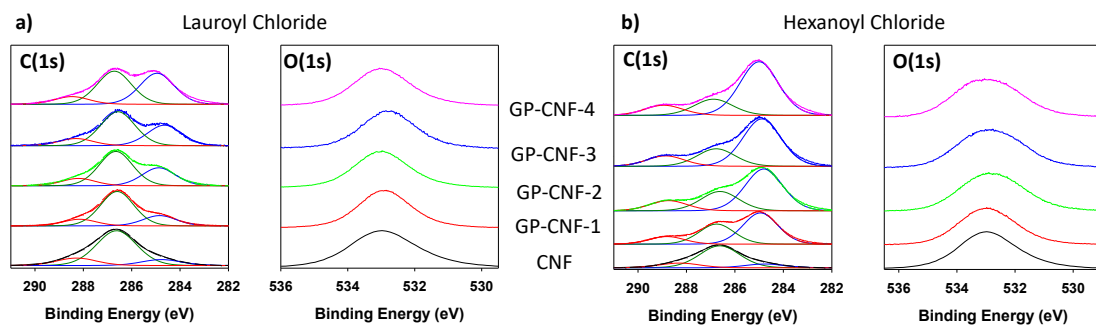 a) Lauroyl Chloride
C(1s)
O(1s)
290 288 286 284 282
Binding Energy (eV)
536 534 532 530
Binding Energy (eV)
GP-CNF-4
GP-CNF-3
GP-CNF-2
GP-CNF-1
CNF
b) Hexanoyl Chloride
C(1s)
O(1s)
290 288 286 284 282
Binding Energy (eV)
536 534 532 530
Binding Energy (eV)